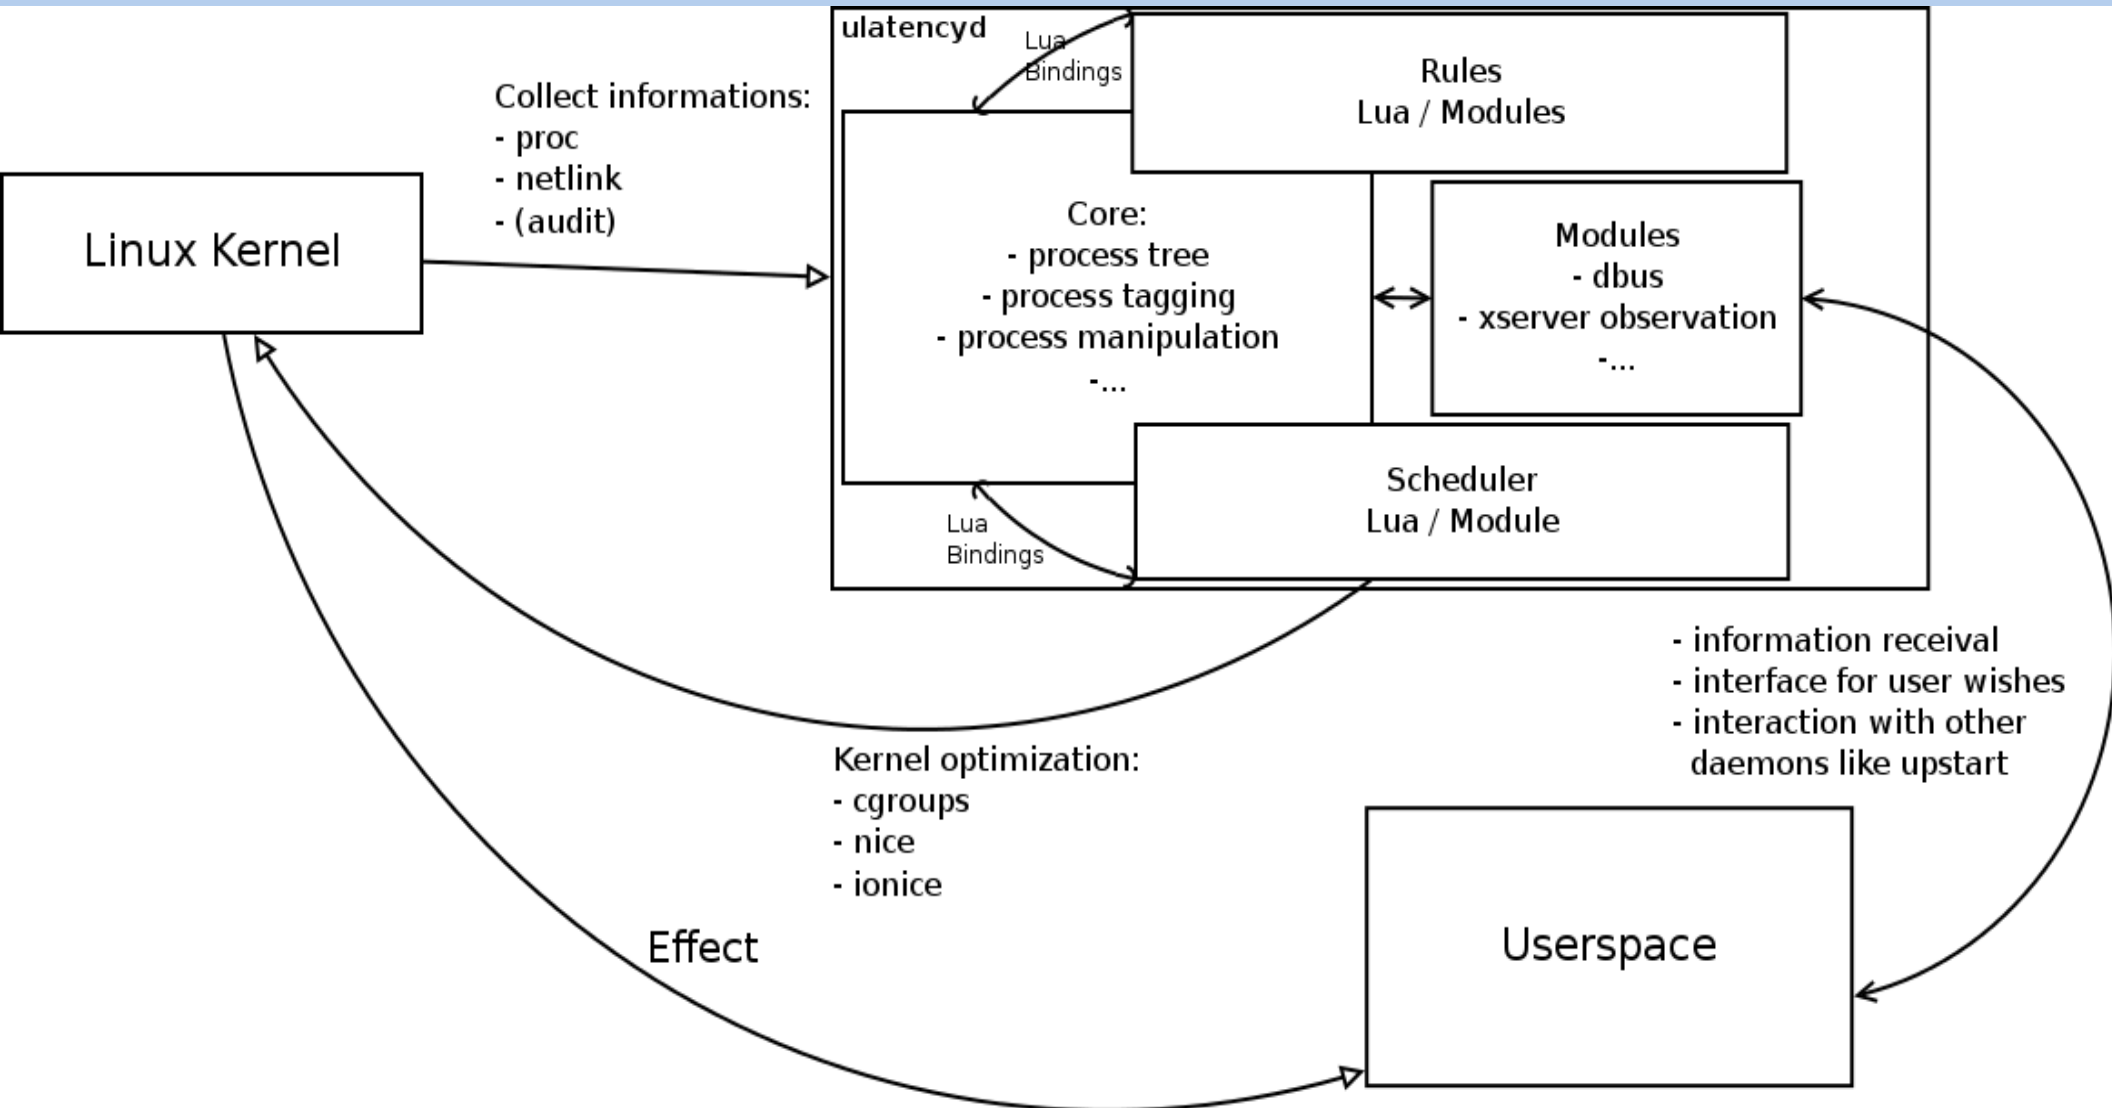 ulatencyd
Lua
Bindings
Rules
Lua / Modules
Collect informations:
- proc
- netlink
- (audit)
Linux Kernel
Core:
- process tree
- process tagging
- process manipulation
-...
Modules
- dbus
- xserver observation
-...
Scheduler
Lua / Module
Lua
Bindings
- information receival
- interface for user wishes
- interaction with other
daemons like upstart
Kernel optimization:
- cgroups
- nice
- ionice
Effect
Userspace